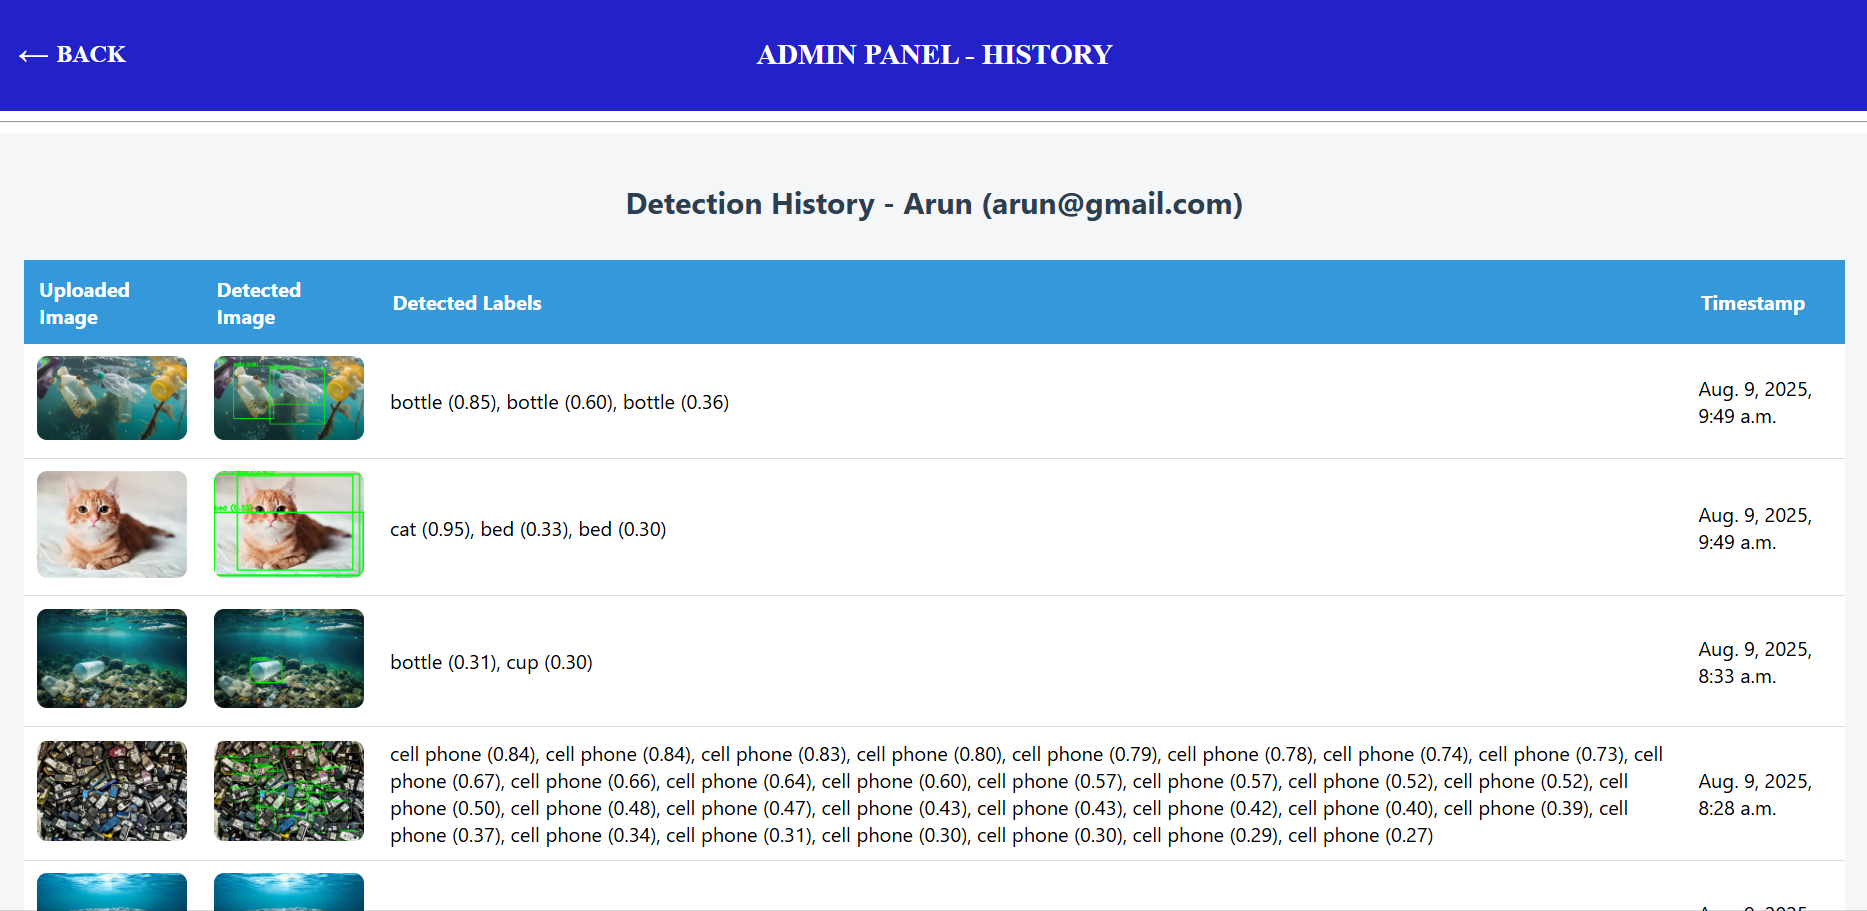 ← BACK
ADMIN PANEL - HISTORY
Detection History - Arun (arun@gmail.com)
Uploaded
Image
Detected
Image
Detected Labels
Timestamp
bottle (0.85), bottle (0.60), bottle (0.36)
Aug. 9, 2025,
9:49 a.m.
bed (0.33)
cat (0.95), bed (0.33), bed (0.30)
Aug. 9, 2025,
9:49 a.m.
bottle (0.31), cup (0.30)
Aug. 9, 2025,
8:33 a.m.
cell phone (0.84), cell phone (0.84), cell phone (0.83), cell phone (0.80), cell phone (0.79), cell phone (0.78), cell phone (0.74), cell phone (0.73), cell
phone (0.67), cell phone (0.66), cell phone (0.64), cell phone (0.60), cell phone (0.57), cell phone (0.57), cell phone (0.52), cell phone (0.52), cell
phone (0.50), cell phone (0.48), cell phone (0.47), cell phone (0.43), cell phone (0.43), cell phone (0.42), cell phone (0.40), cell phone (0.39), cell
phone (0.37), cell phone (0.34), cell phone (0.31), cell phone (0.30), cell phone (0.30), cell phone (0.29), cell phone (0.27)
Aug. 9, 2025,
8:28 a.m.